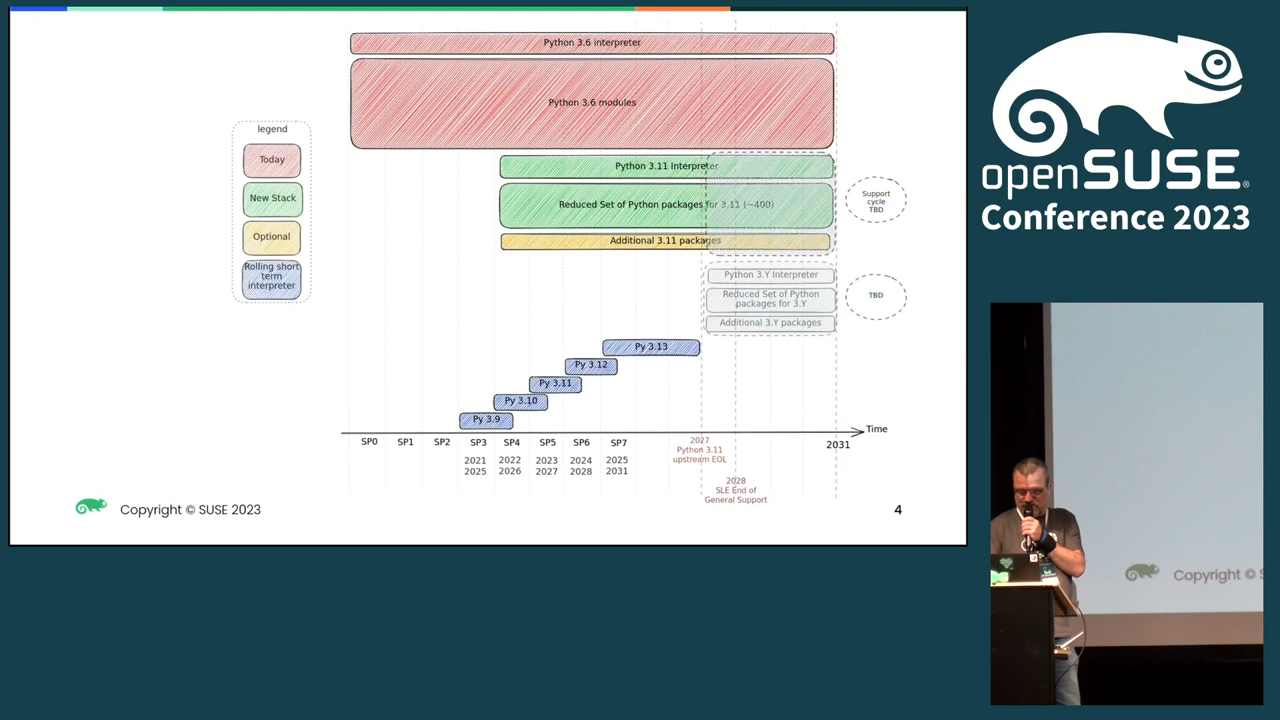 Python 3.6 interpreter
Python 3.6 modules
legend
Today
New Stack
Optional
Rolling short
term
interpreter
Python 3.11 Interpreter
Reduced Set of Python packages for 3.11 (~400)
Additional 3.11 packages
Support
cycle
TBD
Python 3.Y Interpreter
Reduced Set of Python
packages for 3.Y
Additional 3.Y packages
TBD
Py 3.13
Py 3.12
Py 3.11
Py 3.10
Py 3.9
Time
SP0 SP1 SP2 SP3 SP4 SP5 SP6 SP7
2021 2022 2023 2024 2025
2025 2026 2027 2028 2031
2027
Python 3.11
upstream EOL
2031
2028
SLE End of
General Support
Copyright © SUSE 2023
4
openSUSE®
Conference 2023
Copyright © S